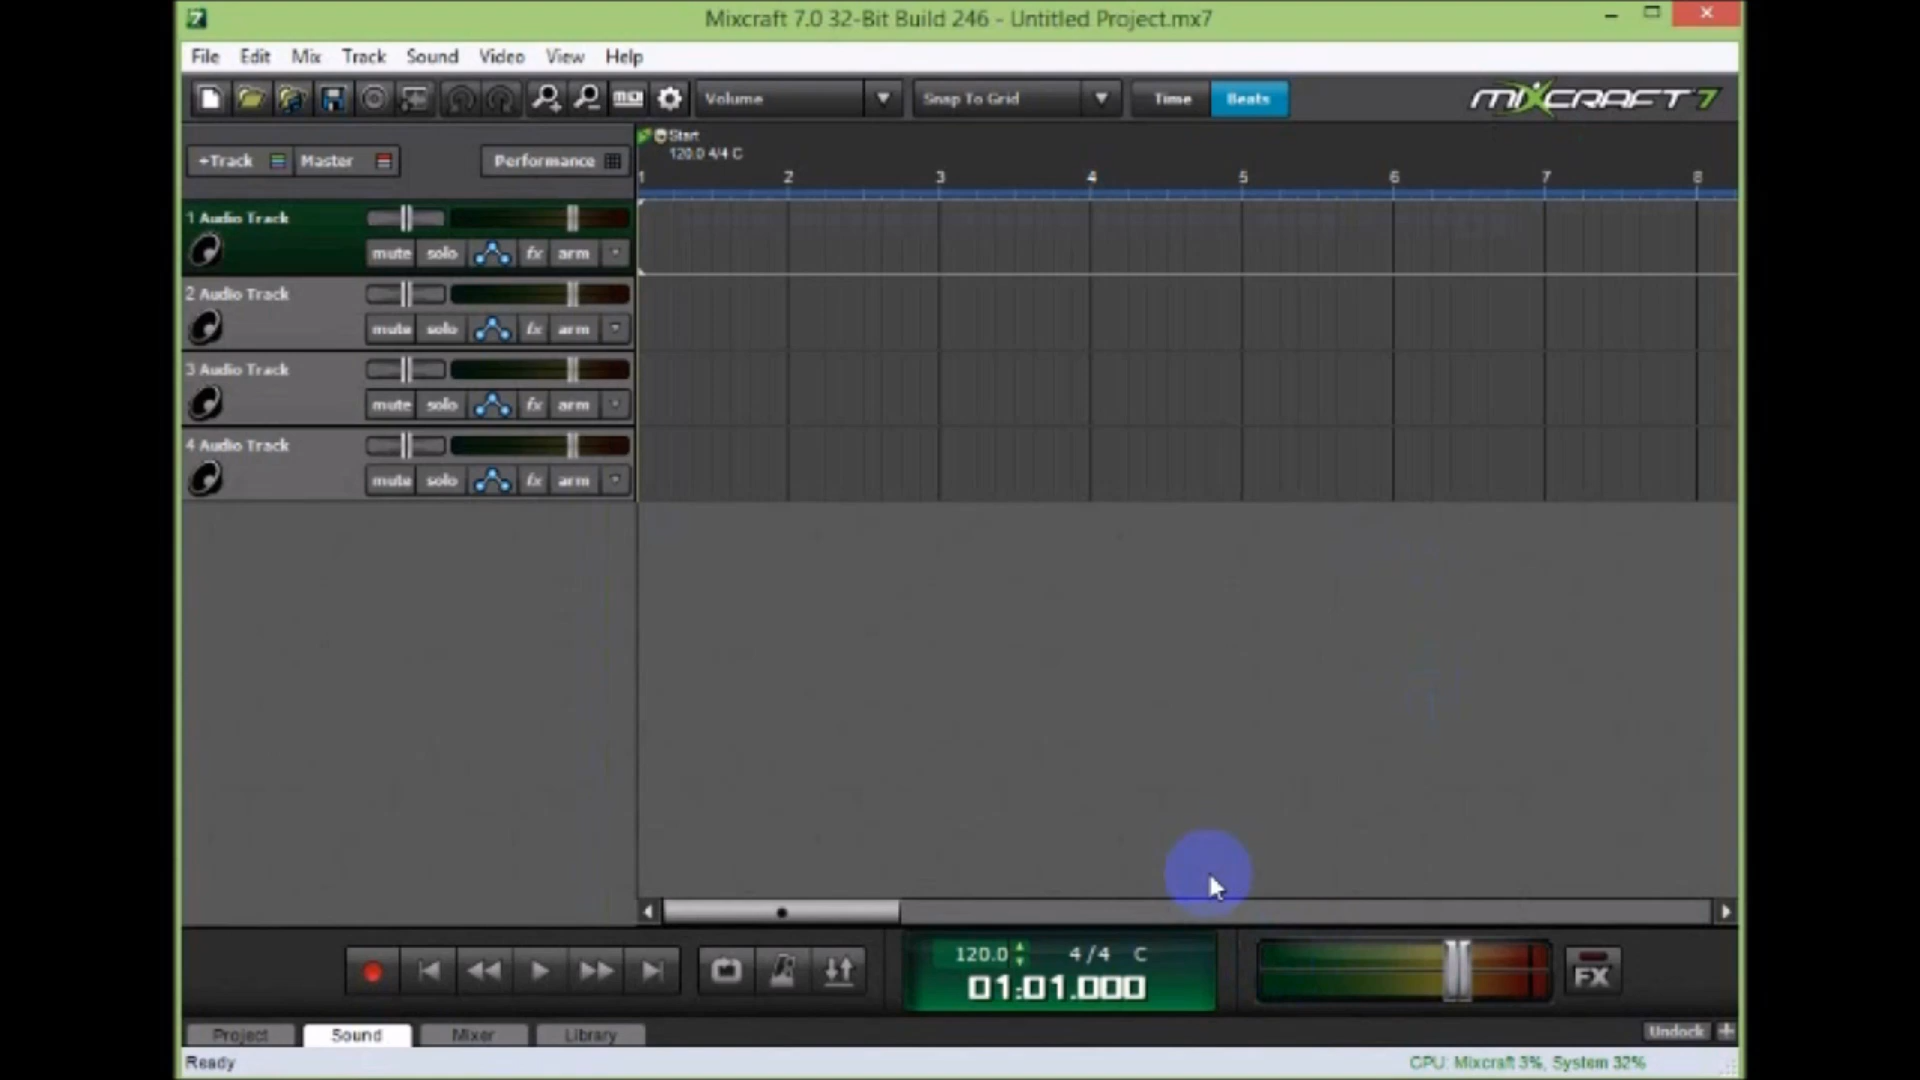 Mixcraft 7.0 32-Bit Build 246 - Untitled Project.mx7
File Edit Mix Track Sound Video View Help
Volume Snap To Grid Time Beats MIXCRAFT 7
+Track Master Performance
Start
120.0 4/4 C
1 2 3 4 5 6 7 8
1 Audio Track
mute solo fx arm
2 Audio Track
mute solo fx arm
3 Audio Track
mute solo fx arm
4 Audio Track
mute solo fx arm
120.0 4/4 C
01:01.000
FX
Project Sound Mixer Library Undock
Ready CPU: Mixcraft 3%, System 32%